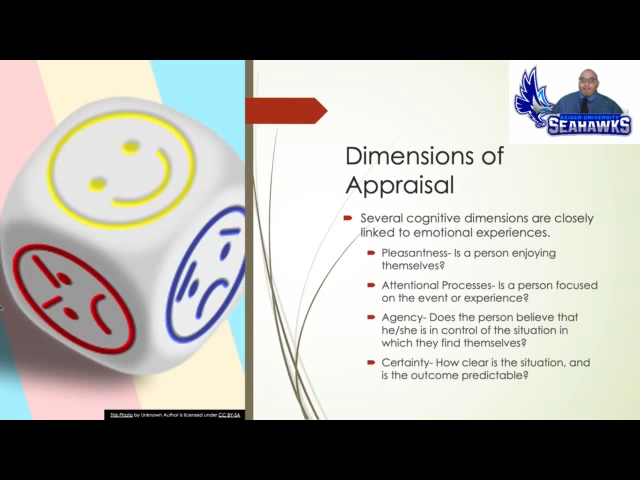 KEISER UNIVERSITY
SEAHAWKS
Dimensions of
Appraisal
Several cognitive dimensions are closely
linked to emotional experiences.
Pleasantness- Is a person enjoying
themselves?
Attentional Processes- Is a person focused
on the event or experience?
Agency- Does the person believe that
he/she is in control of the situation in
which they find themselves?
Certainty- How clear is the situation, and
is the outcome predictable?
This Photo by Unknown Author is licensed under CC BY-SA